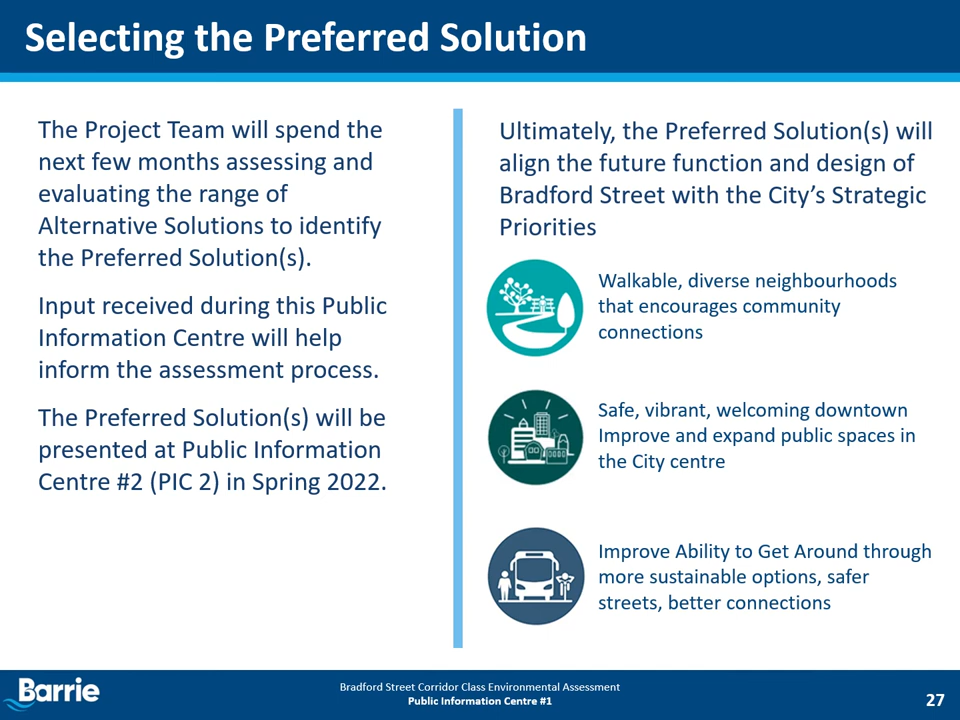 Selecting the Preferred Solution
The Project Team will spend the
next few months assessing and
evaluating the range of
Alternative Solutions to identify
the Preferred Solution(s).
Input received during this Public
Information Centre will help
inform the assessment process.
The Preferred Solution(s) will be
presented at Public Information
Centre #2 (PIC 2) in Spring 2022.
Ultimately, the Preferred Solution(s) will
align the future function and design of
Bradford Street with the City’s Strategic
Priorities
Walkable, diverse neighbourhoods
that encourages community
connections
Safe, vibrant, welcoming downtown
Improve and expand public spaces in
the City centre
Improve Ability to Get Around through
more sustainable options, safer
streets, better connections
Barrie
Bradford Street Corridor Class Environmental Assessment
Public Information Centre #1
27